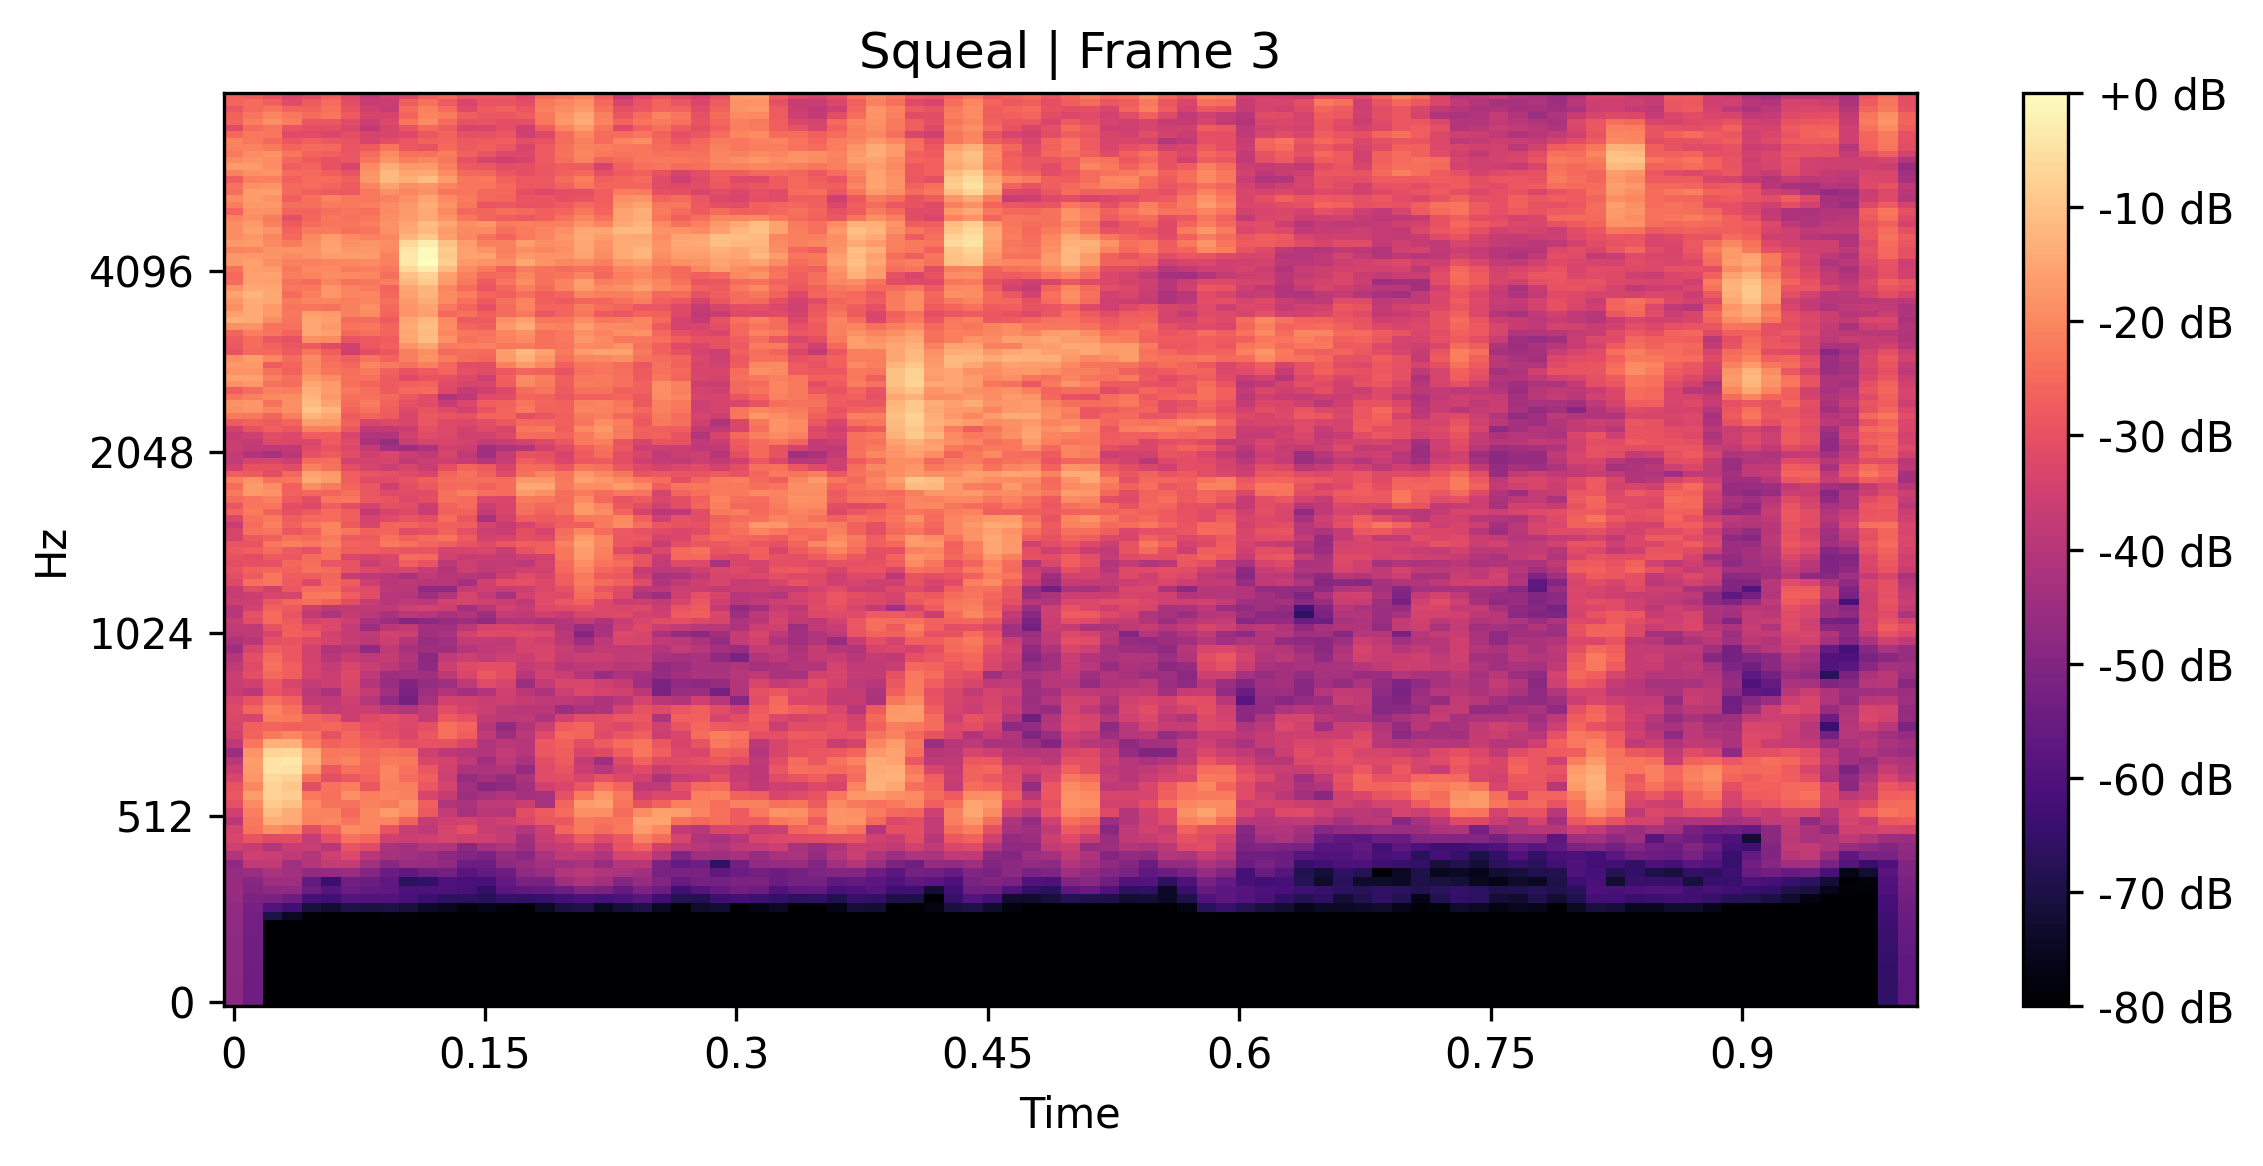 Squeal | Frame 3
Hz
4096
2048
1024
512
0
0 0.15 0.3 0.45 0.6 0.75 0.9
Time
+0 dB
-10 dB
-20 dB
-30 dB
-40 dB
-50 dB
-60 dB
-70 dB
-80 dB